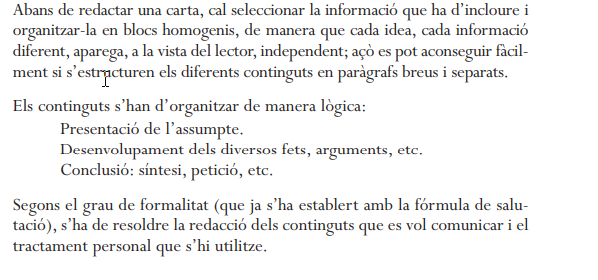 Abans de redactar una carta, cal seleccionar la informació que ha d’incloure i
organitzar-la en blocs homogenis, de manera que cada idea, cada informació
diferent, aparega, a la vista del lector, independent; açò es pot aconseguir fàcil-
ment si s’estructuren els diferents continguts en paràgrafs breus i separats.
Els continguts s’han d’organitzar de manera lògica:
Presentació de l’assumpte.
Desenvolupament dels diversos fets, arguments, etc.
Conclusió: síntesi, petició, etc.
Segons el grau de formalitat (que ja s’ha establert amb la fórmula de salu-
tació), s’ha de resoldre la redacció dels continguts que es vol comunicar i el
tractament personal que s’hi utilitze.